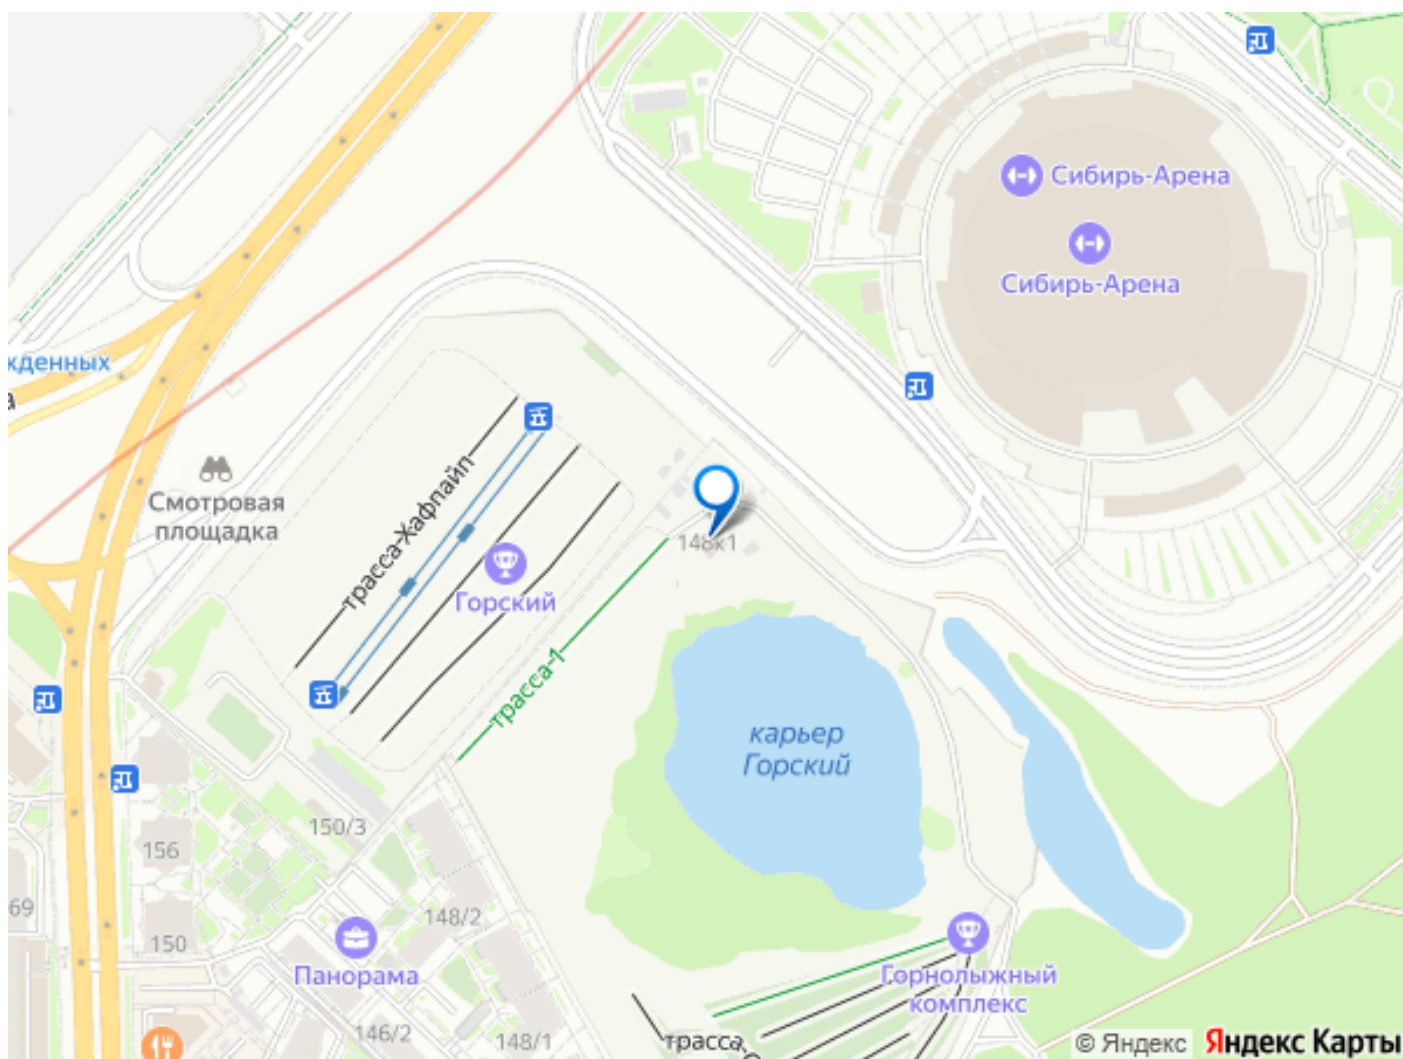 Сибирь-Арена
Сибирь-Арена
жденных
а
Смотровая
площадка
трасса-Хафпайп
Горский
148к1
трасса-1
карьер
Горский
150/3
156
69
150
148/2
Панорама
Горнолыжный
комплекс
146/2
148/1
трасса
© Яндекс Яндекс Карты